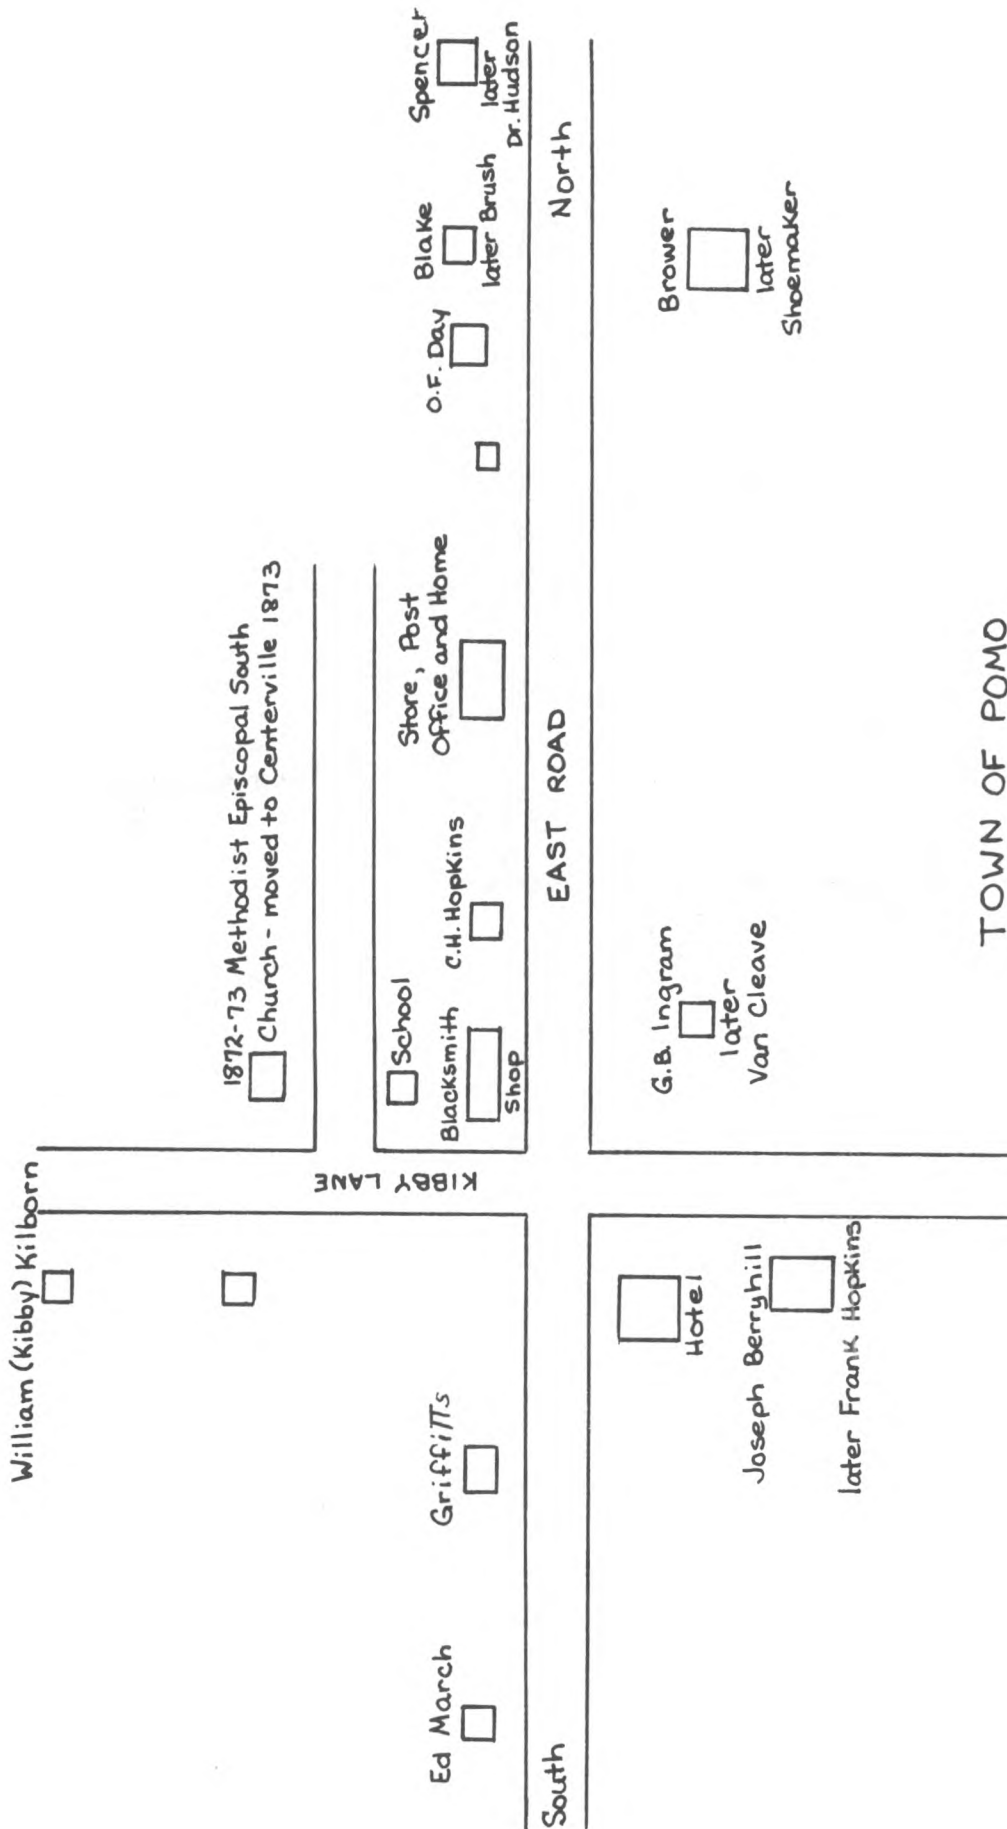 William (Kibby) Kilborn
1872-73 Methodist Episcopal South
Church - moved to Centerville 1873
KIBBY LANE
School
Blacksmith
Shop
C.H. Hopkins
Store, Post
Office and Home
O.F. Day
Blake
later Brush
Spencer
later
Dr. Hudson
Ed March
Griffitts
South
EAST ROAD
North
Hotel
Joseph Berryhill
later Frank Hopkins
G.B. Ingram
later
Van Cleave
Brower
later
Shoemaker
TOWN OF POMO